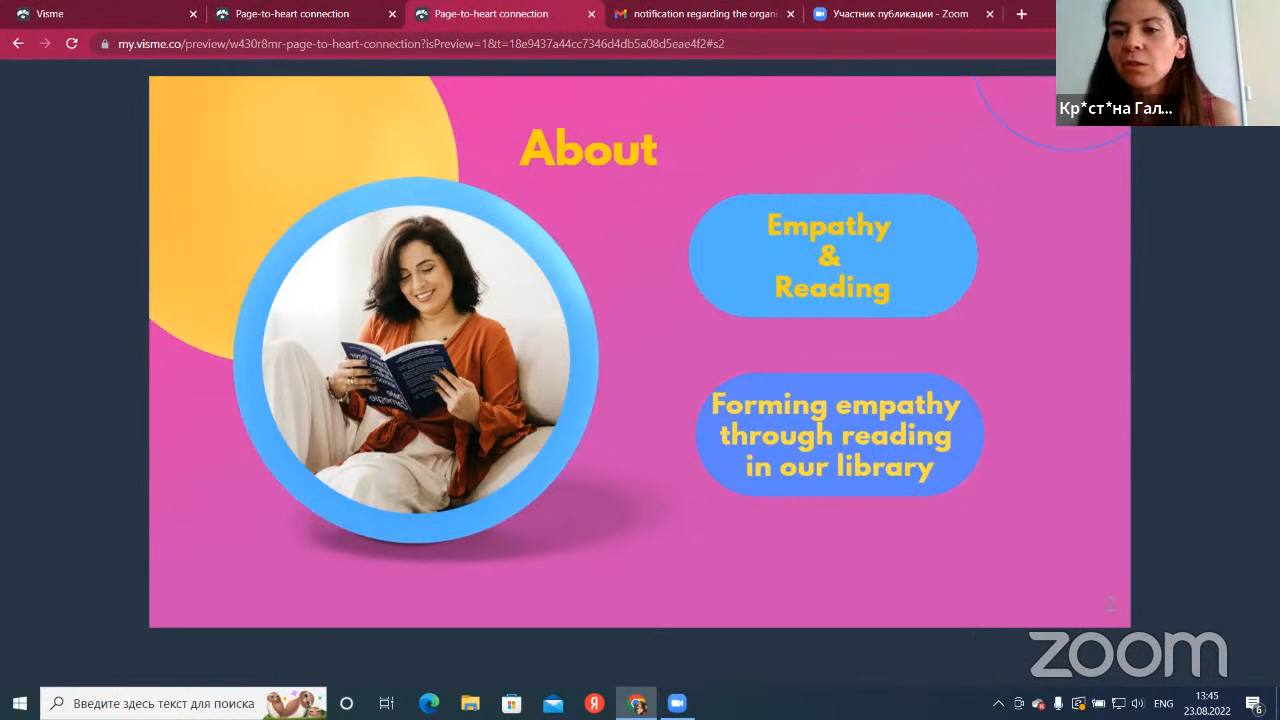 Visme
Page-to-heart connection
Page-to-heart connection
notification regarding the organi
Участник публикации - Zoom
my.visme.co/preview/w430r8mr-page-to-heart-connection?isPreview=1&t=18e9437a44cc7346d4db5a08d5eae4f2#s2
Кр*ст*на Гал...
About
Empathy
&
Reading
Forming empathy
through reading
in our library
2
zoom
Введите здесь текст для поиска
ENG
13:45
23.08.2022
6